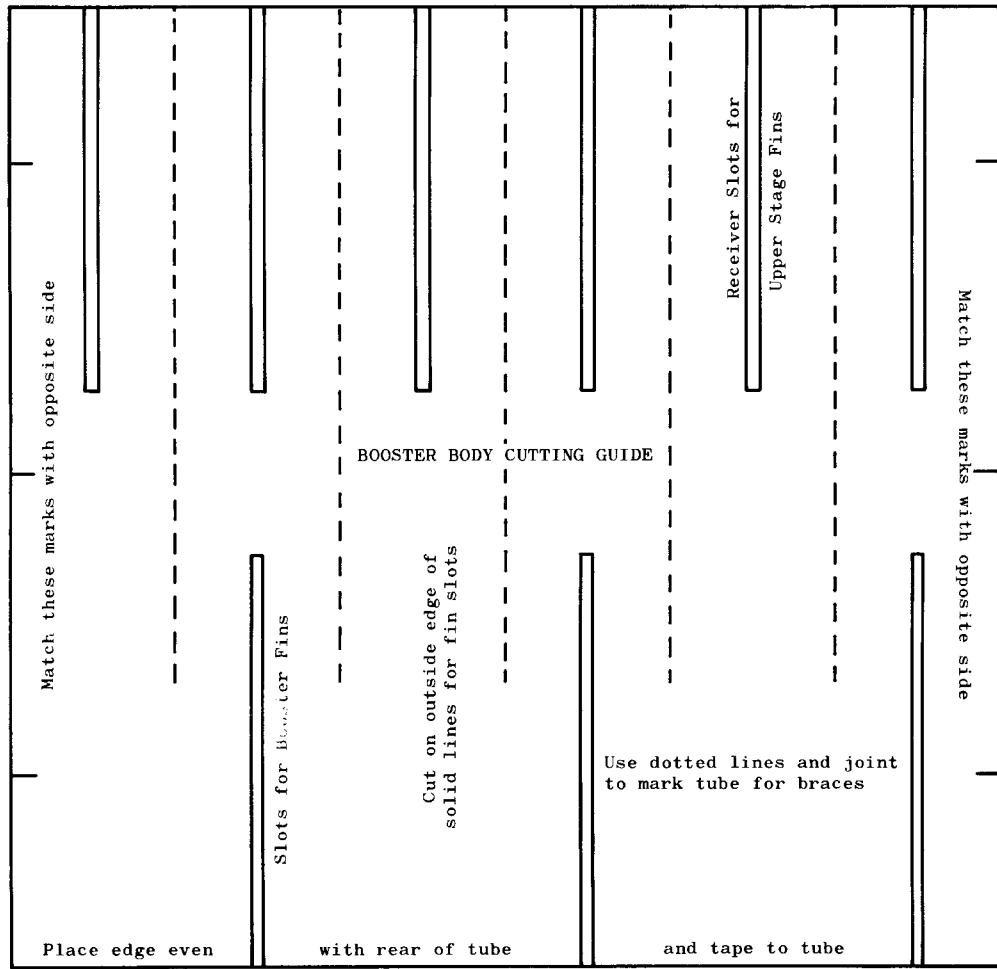 Receiver Slots for
Upper Stage Fins
Match these marks with opposite side
Match these marks with opposite side
BOOSTER BODY CUTTING GUIDE
Slots for Booster Fins
Cut on outside edge of
solid lines for fin slots
Use dotted lines and joint
to mark tube for braces
Place edge even with rear of tube and tape to tube